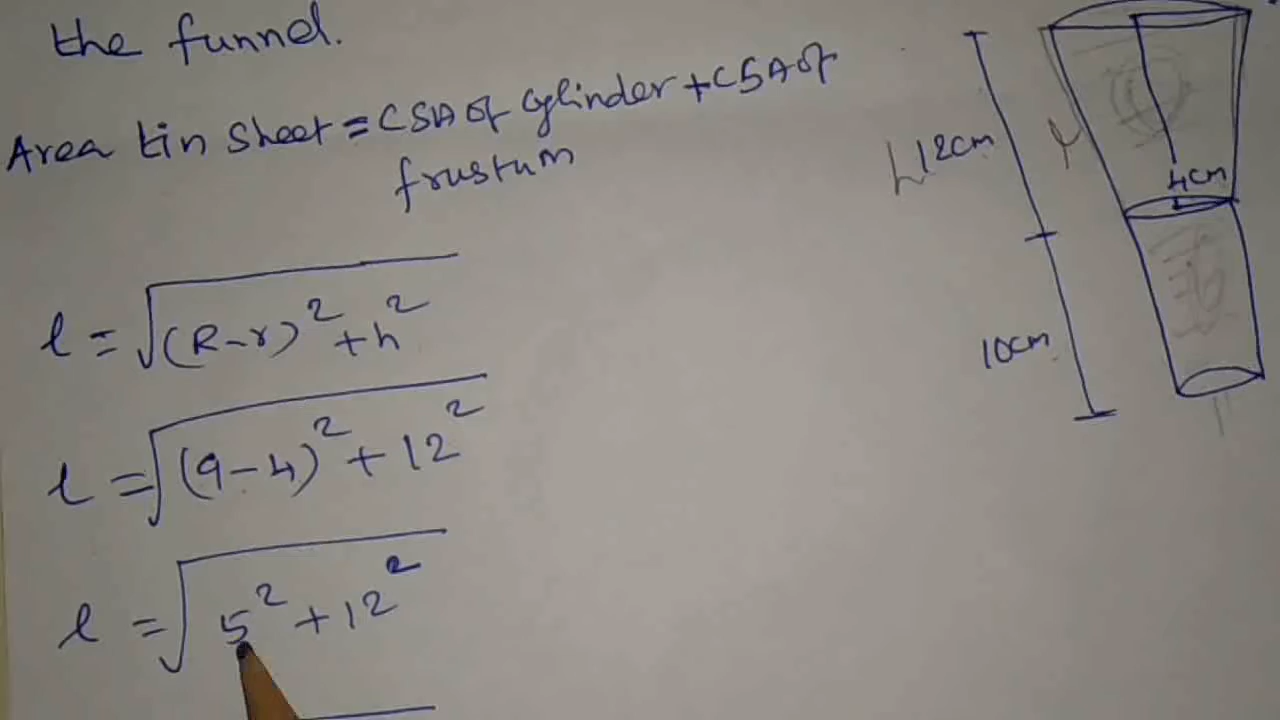 the funnel.
Area tin Sheet = CSA of Cylinder + CSA of
frustum
l = √(R-r)² + h²
l = √(9-4)² + 12²
l = √5² + 12²
h 12cm
4cm
10cm